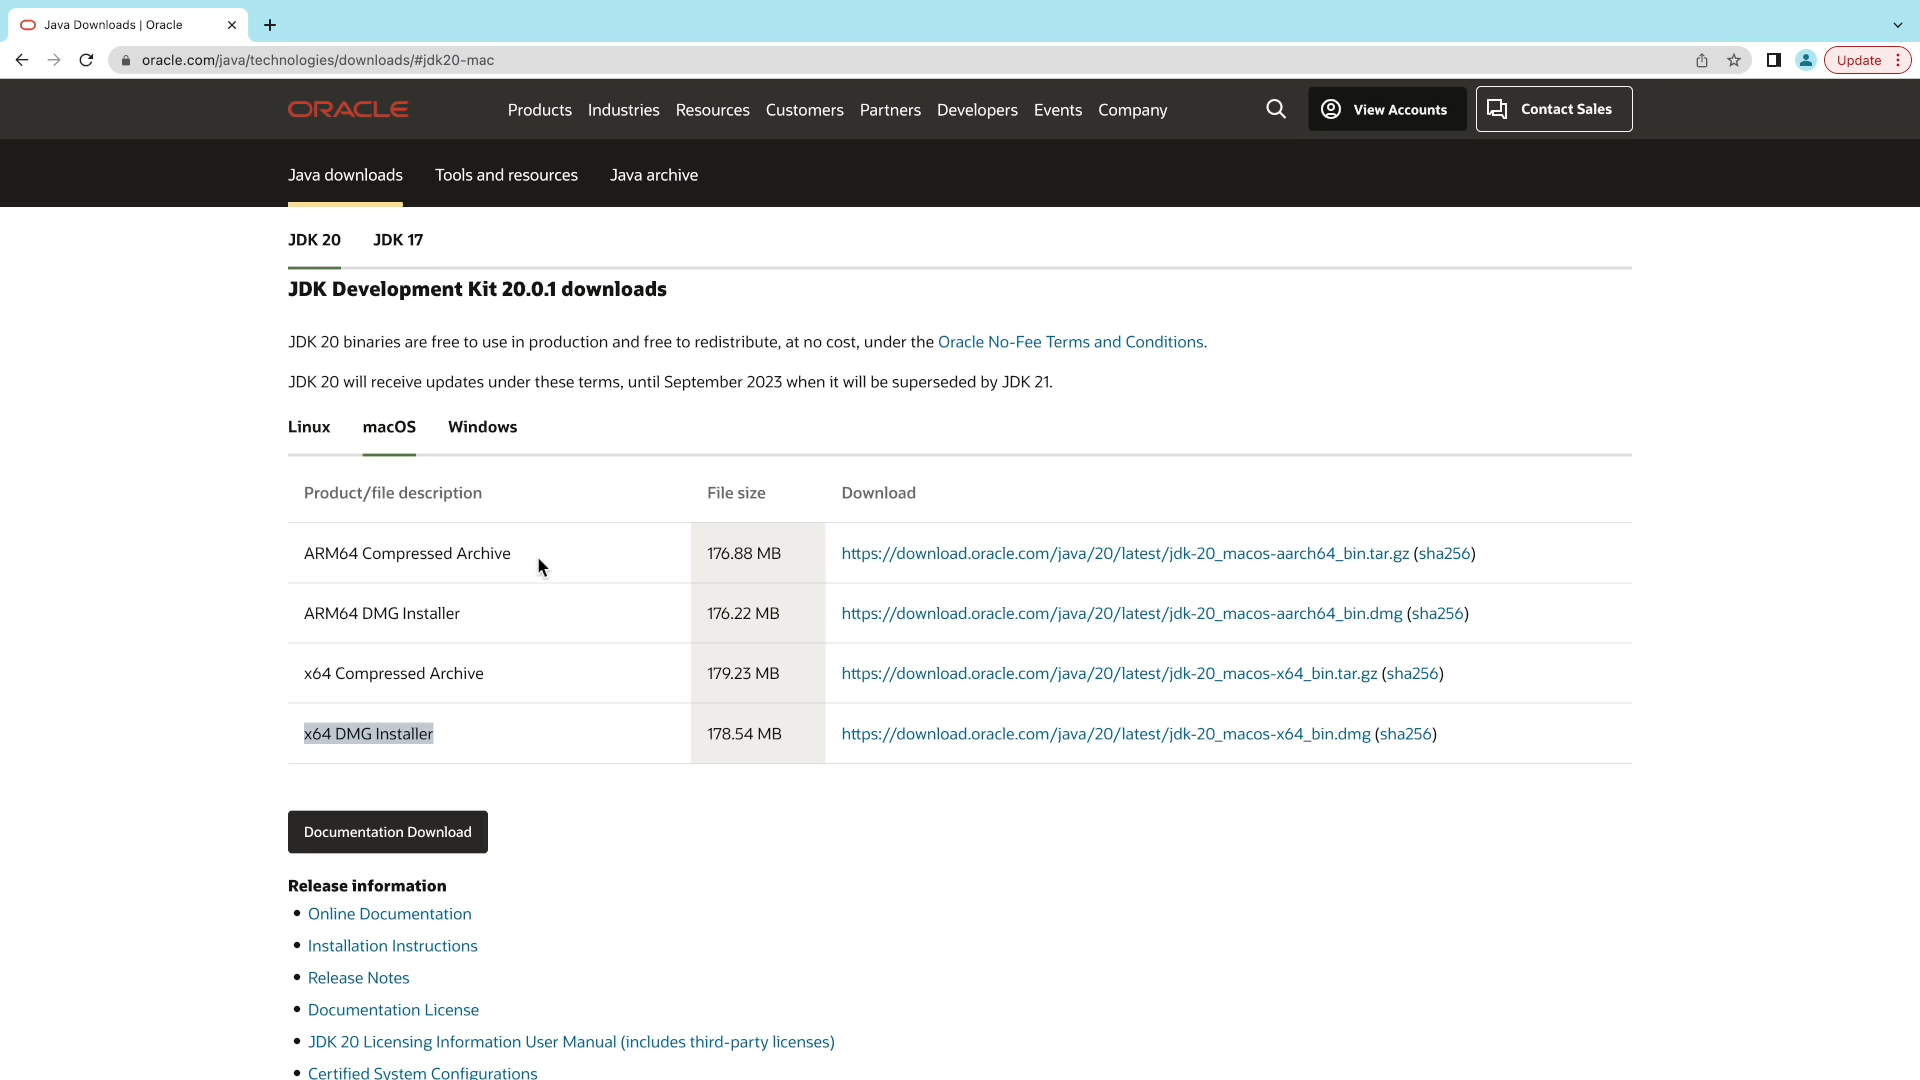 Java Downloads | Oracle
oracle.com/java/technologies/downloads/#jdk20-mac
Update
ORACLE
Products Industries Resources Customers Partners Developers Events Company
View Accounts
Contact Sales
Java downloads Tools and resources Java archive
JDK 20 JDK 17
JDK Development Kit 20.0.1 downloads
JDK 20 binaries are free to use in production and free to redistribute, at no cost, under the Oracle No-Fee Terms and Conditions.
JDK 20 will receive updates under these terms, until September 2023 when it will be superseded by JDK 21.
Linux macOS Windows
Product/file description File size Download
ARM64 Compressed Archive 176.88 MB https://download.oracle.com/java/20/latest/jdk-20_macos-aarch64_bin.tar.gz (sha256)
ARM64 DMG Installer 176.22 MB https://download.oracle.com/java/20/latest/jdk-20_macos-aarch64_bin.dmg (sha256)
x64 Compressed Archive 179.23 MB https://download.oracle.com/java/20/latest/jdk-20_macos-x64_bin.tar.gz (sha256)
x64 DMG Installer 178.54 MB https://download.oracle.com/java/20/latest/jdk-20_macos-x64_bin.dmg (sha256)
Documentation Download
Release information
• Online Documentation
• Installation Instructions
• Release Notes
• Documentation License
• JDK 20 Licensing Information User Manual (includes third-party licenses)
• Certified System Configurations